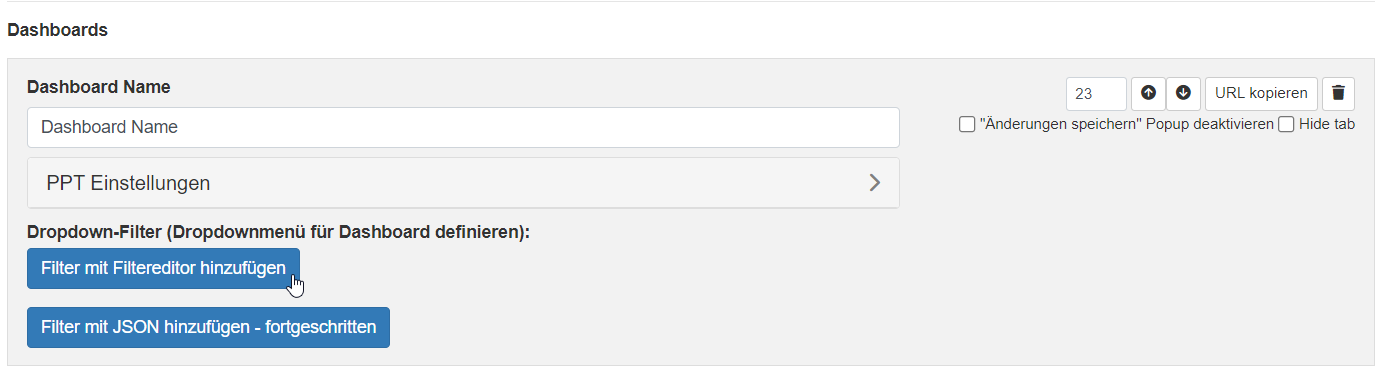 Dashboards
Dashboard Name
23
URL kopieren
"Änderungen speichern" Popup deaktivieren
Hide tab
Dashboard Name
PPT Einstellungen
Dropdown-Filter (Dropdownmenü für Dashboard definieren):
Filter mit Filtereditor hinzufügen
Filter mit JSON hinzufügen - fortgeschritten